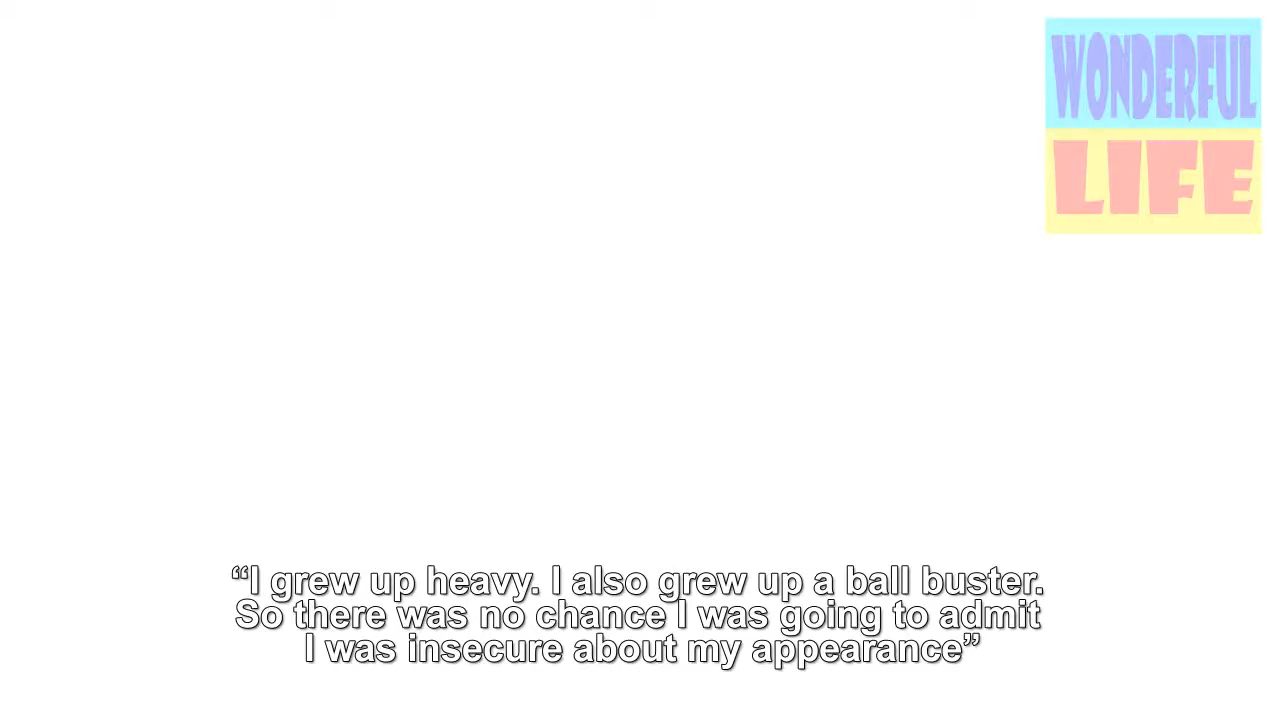 WONDERFUL
LIFE
“I grew up heavy. I also grew up a ball buster.
So there was no chance I was going to admit
I was insecure about my appearance”